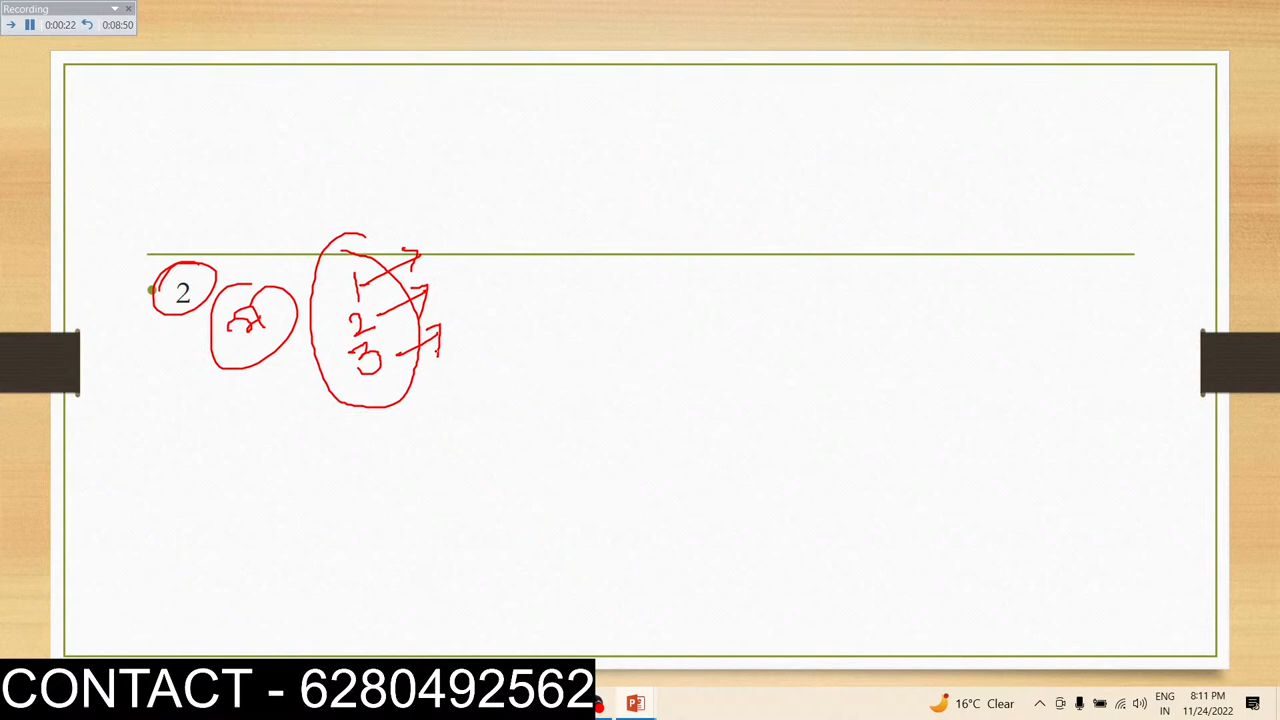 Recording
0:00:22 0:08:50
2
1
2
3
CONTACT - 6280492562
16°C Clear
ENG
IN
8:11 PM
11/24/2022